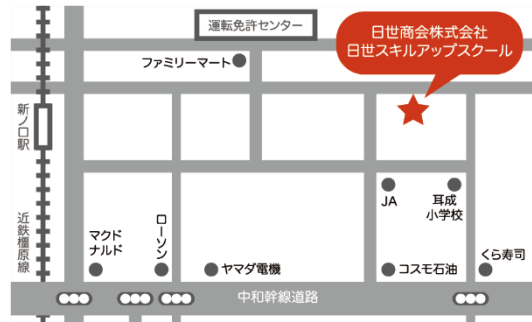 運転免許センター
日世商会株式会社
日世スキルアップスクール
ファミリーマート
新ノ口駅
JA
耳成
小学校
近鉄橿原線
マクド
ナルド
ローソン
ヤマダ電機
コスモ石油
くら寿司
中和幹線道路